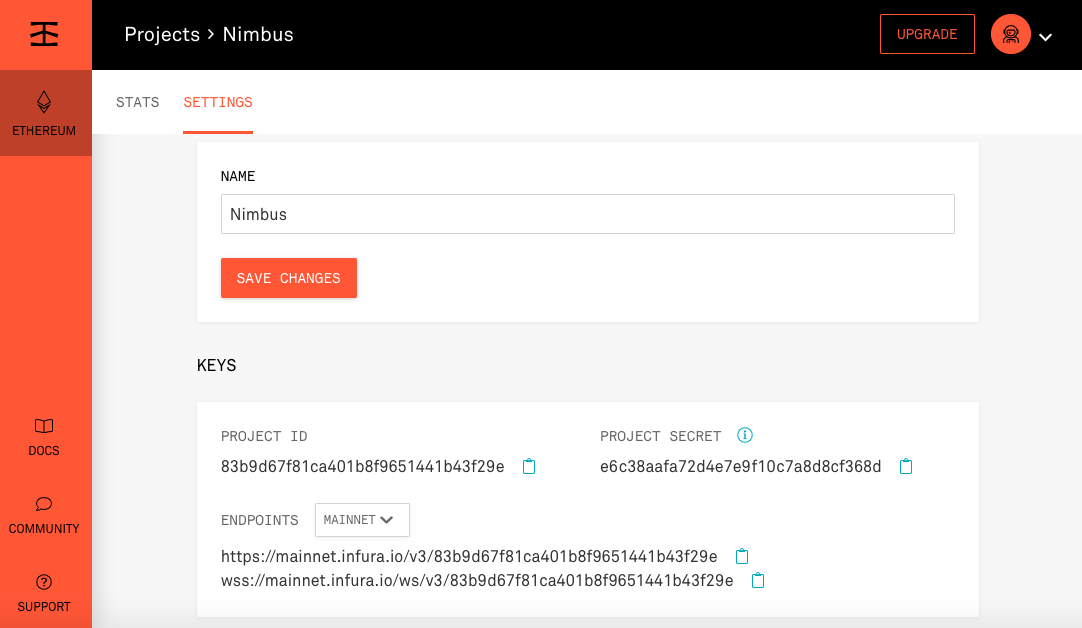 Projects > Nimbus
UPGRADE
ETHEREUM
STATS SETTINGS
NAME
Nimbus
SAVE CHANGES
KEYS
PROJECT ID
83b9d67f81ca401b8f9651441b43f29e
PROJECT SECRET
e6c38aafa72d4e7e9f10c7a8d8cf368d
ENDPOINTS MAINNET
https://mainnet.infura.io/v3/83b9d67f81ca401b8f9651441b43f29e
wss://mainnet.infura.io/ws/v3/83b9d67f81ca401b8f9651441b43f29e
DOCS
COMMUNITY
SUPPORT